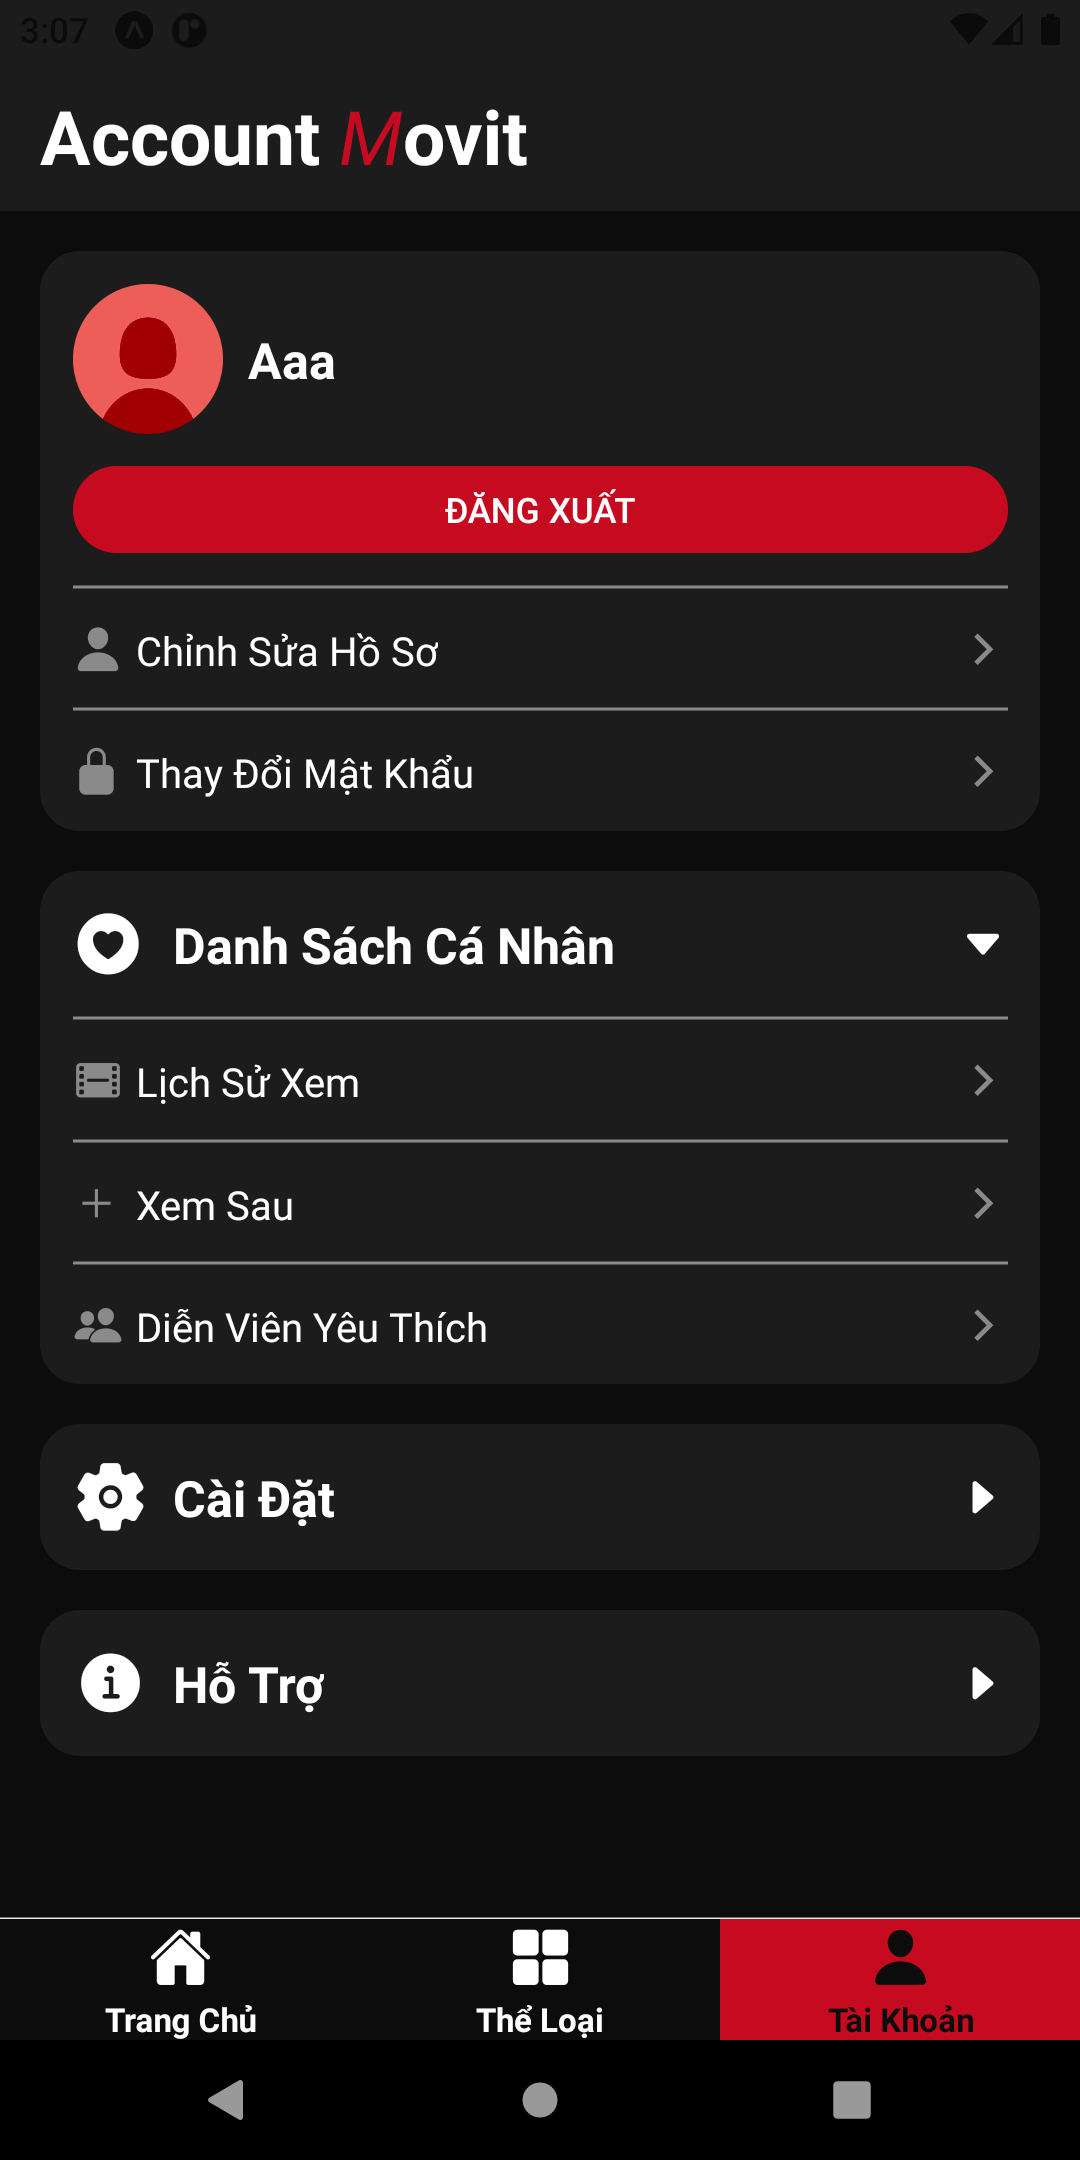 3:07
Account Movit
Aaa
ĐĂNG XUẤT
Chỉnh Sửa Hồ Sơ
Thay Đổi Mật Khẩu
Danh Sách Cá Nhân
Lịch Sử Xem
Xem Sau
Diễn Viên Yêu Thích
Cài Đặt
Hỗ Trợ
Trang Chủ
Thể Loại
Tài Khoản